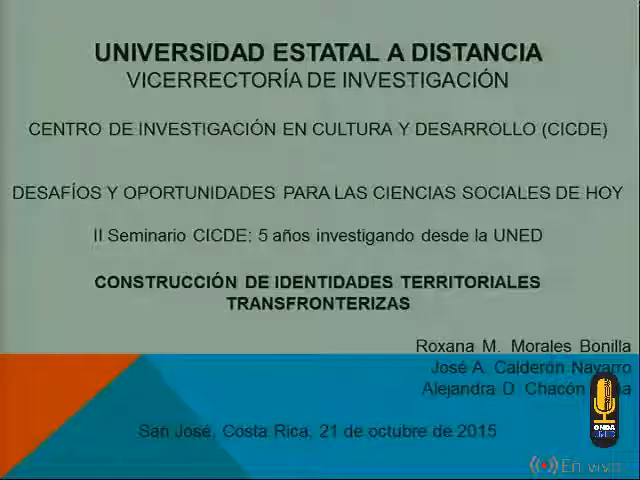 UNIVERSIDAD ESTATAL A DISTANCIA
VICERRECTORÍA DE INVESTIGACIÓN
CENTRO DE INVESTIGACIÓN EN CULTURA Y DESARROLLO (CICDE)
DESAFÍOS Y OPORTUNIDADES PARA LAS CIENCIAS SOCIALES DE HOY
II Seminario CICDE: 5 años investigando desde la UNED
CONSTRUCCIÓN DE IDENTIDADES TERRITORIALES
TRANSFRONTERIZAS
Roxana M. Morales Bonilla
José A. Calderón Navarro
Alejandra D. Chacón
ONDA
San José, Costa Rica, 21 de octubre de 2015
En vivo